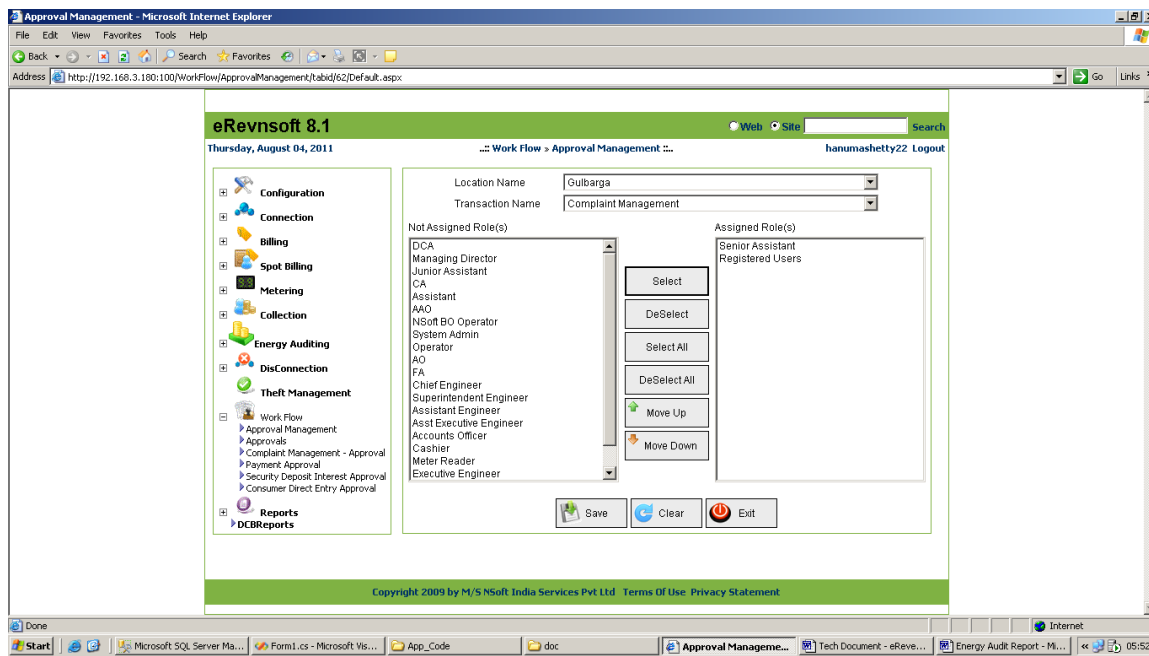 Approval Management - Microsoft Internet Explorer
File Edit View Favorites Tools Help
Back Search Favorites
Address http://192.168.3.180:100/WorkFlow/ApprovalManagement/tabid/62/Default.aspx Go Links
eRevnsoft 8.1 Web Site Search
Thursday, August 04, 2011 ..:: Work Flow » Approval Management ::.. hanumashetty22 Logout
Configuration
Connection
Billing
Spot Billing
Metering
Collection
Energy Auditing
DisConnection
Theft Management
Work Flow
Approval Management
Approvals
Complaint Management - Approval
Payment Approval
Security Deposit Interest Approval
Consumer Direct Entry Approval
Reports
DCBReports
Location Name Gulbarga
Transaction Name Complaint Management
Not Assigned Role(s)
DCA
Managing Director
Junior Assistant
CA
Assistant
AAO
NSoft BO Operator
System Admin
Operator
AO
FA
Chief Engineer
Superintendent Engineer
Assistant Engineer
Asst Executive Engineer
Accounts Officer
Cashier
Meter Reader
Executive Engineer
Select
DeSelect
Select All
DeSelect All
Move Up
Move Down
Assigned Role(s)
Senior Assistant
Registered Users
Save Clear Exit
Copyright 2009 by M/S NSoft India Services Pvt Ltd Terms Of Use Privacy Statement
Done Internet
Start Microsoft SQL Server Ma... Form1.cs - Microsoft Vis... App_Code doc Approval Manageme... Tech Document - eReve... Energy Audit Report - Mi... 05:52